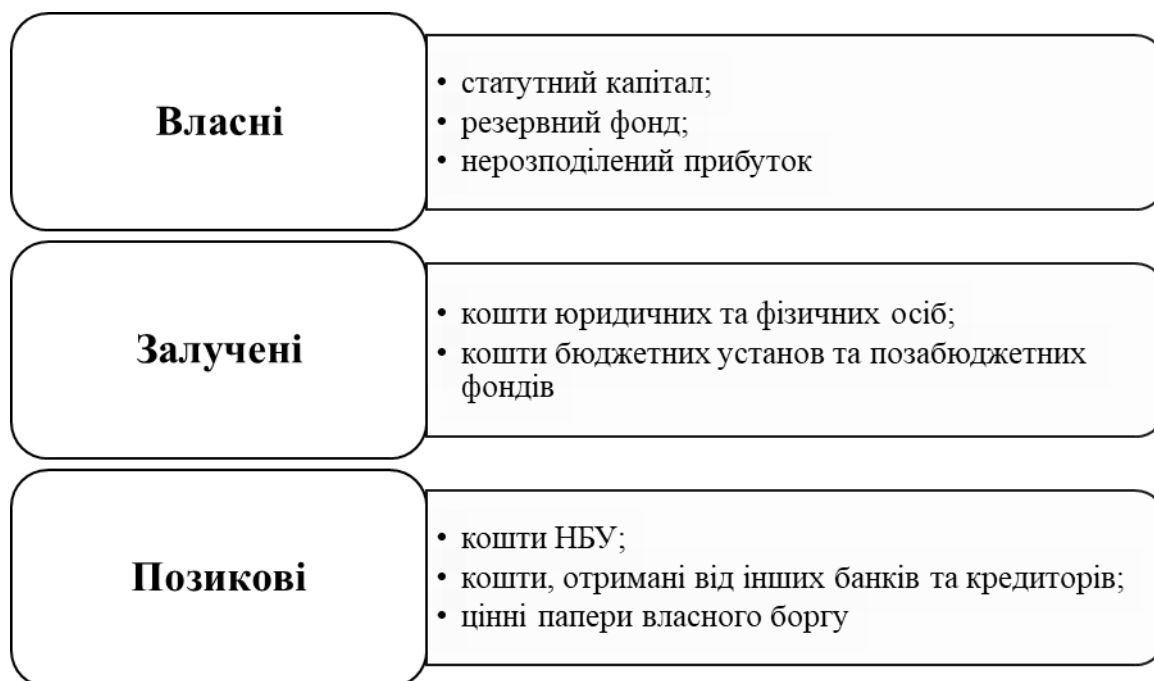 Власні
• статутний капітал;
• резервний фонд;
• нерозподілений прибуток
Залучені
• кошти юридичних та фізичних осіб;
• кошти бюджетних установ та позабюджетних
фондів
Позикові
• кошти НБУ;
• кошти, отримані від інших банків та кредиторів;
• цінні папери власного боргу